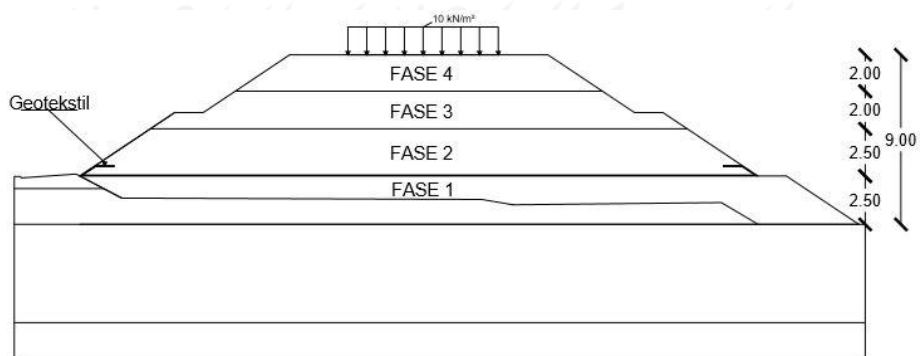 10 kN/m²
FASE 4
2.00
Geotekstil
FASE 3
2.00
9.00
FASE 2
2.50
FASE 1
2.50